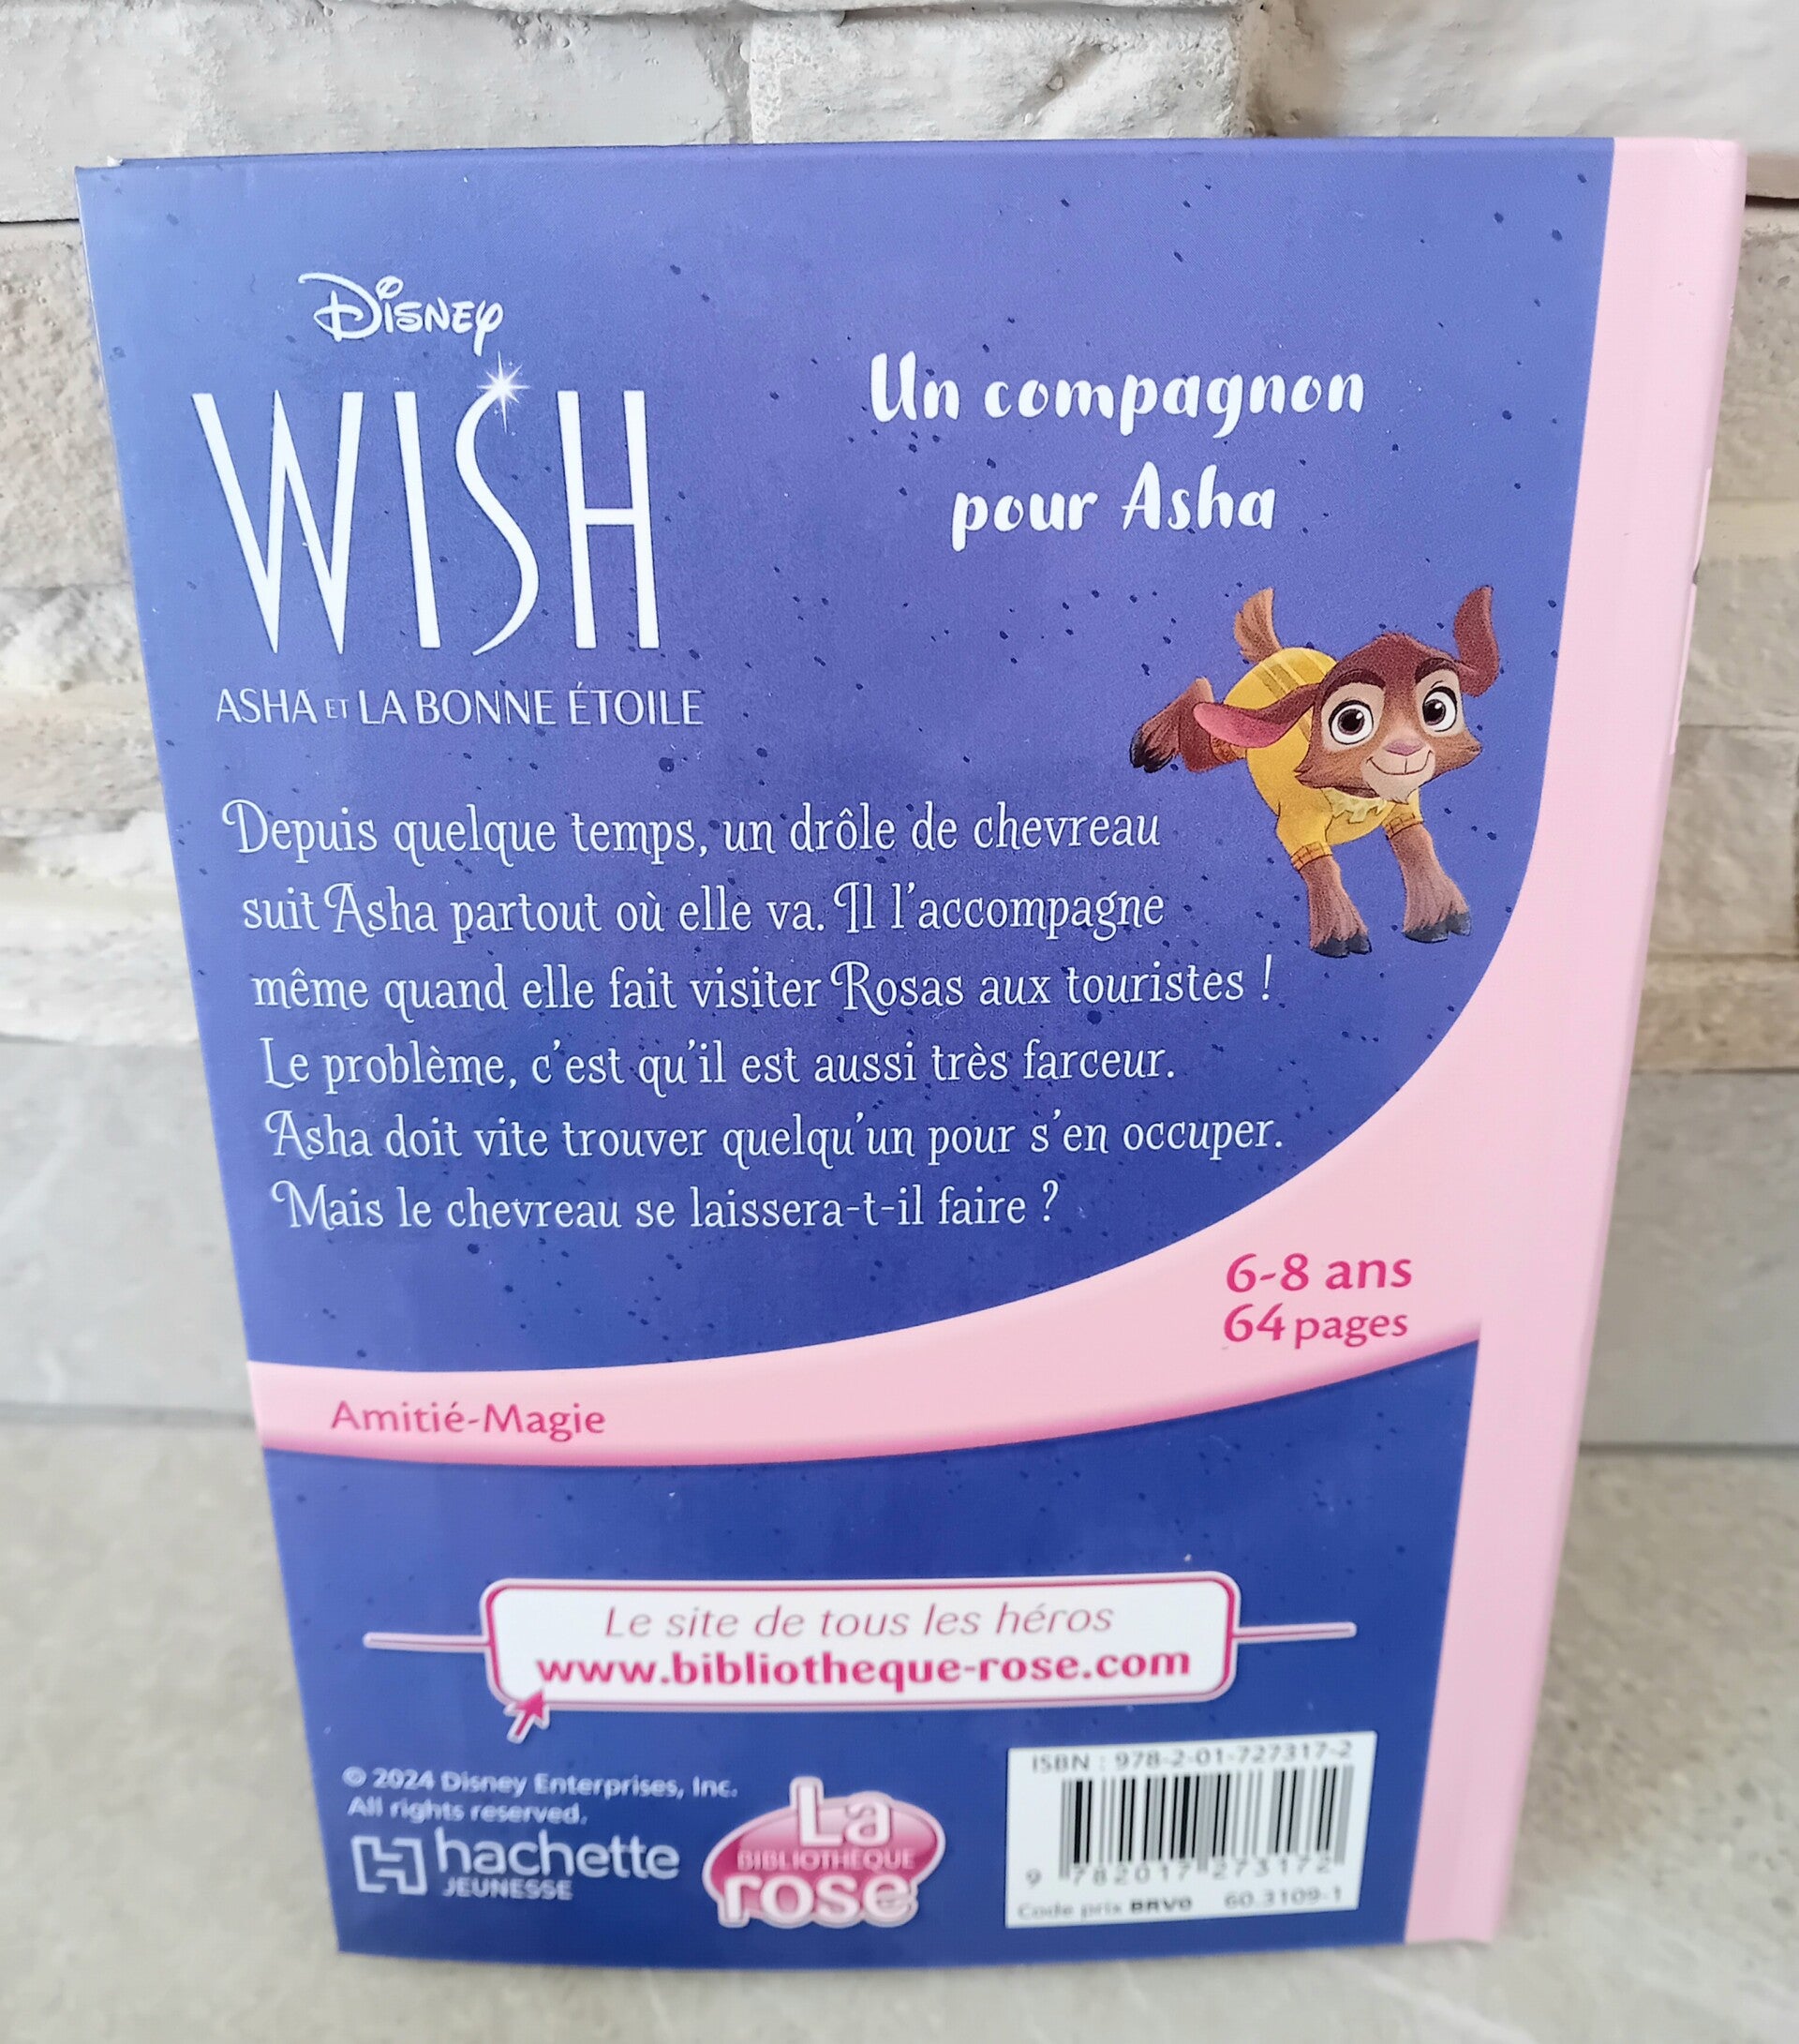 Disney
WISH
ASHA ET LA BONNE ÉTOILE
Un compagnon
pour Asha
Depuis quelque temps, un drôle de chevreau
suit Asha partout où elle va. Il l'accompagne
même quand elle fait visiter Rosas aux touristes !
Le problème, c'est qu'il est aussi très farceur.
Asha doit vite trouver quelqu'un pour s'en occuper.
Mais le chevreau se laissera-t-il faire ?
6-8 ans
64 pages
Amitié-Magie
Le site de tous les héros
www.bibliotheque-rose.com
© 2024 Disney Enterprises, Inc.
All rights reserved.
hachette
JEUNESSE
La
BIBLIOTHÈQUE
rose
ISBN : 978-2-01-727317-2
9 782017 273172
Code prix BRV0 60.3109-1